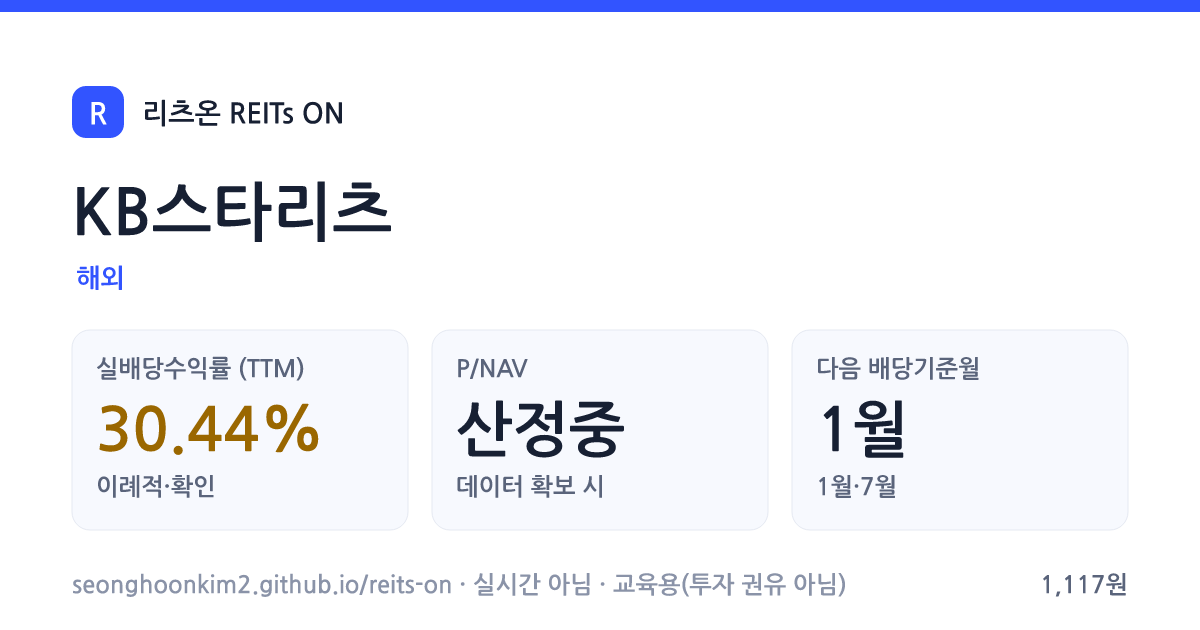 R 리츠온 REITs ON
KB스타리츠
해외
실배당수익률 (TTM)
30.44%
이례적·확인
P/NAV
산정중
데이터 확보 시
다음 배당기준월
1월
1월·7월
seonghoonkim2.github.io/reits-on · 실시간 아님 · 교육용(투자 권유 아님)
1,117원